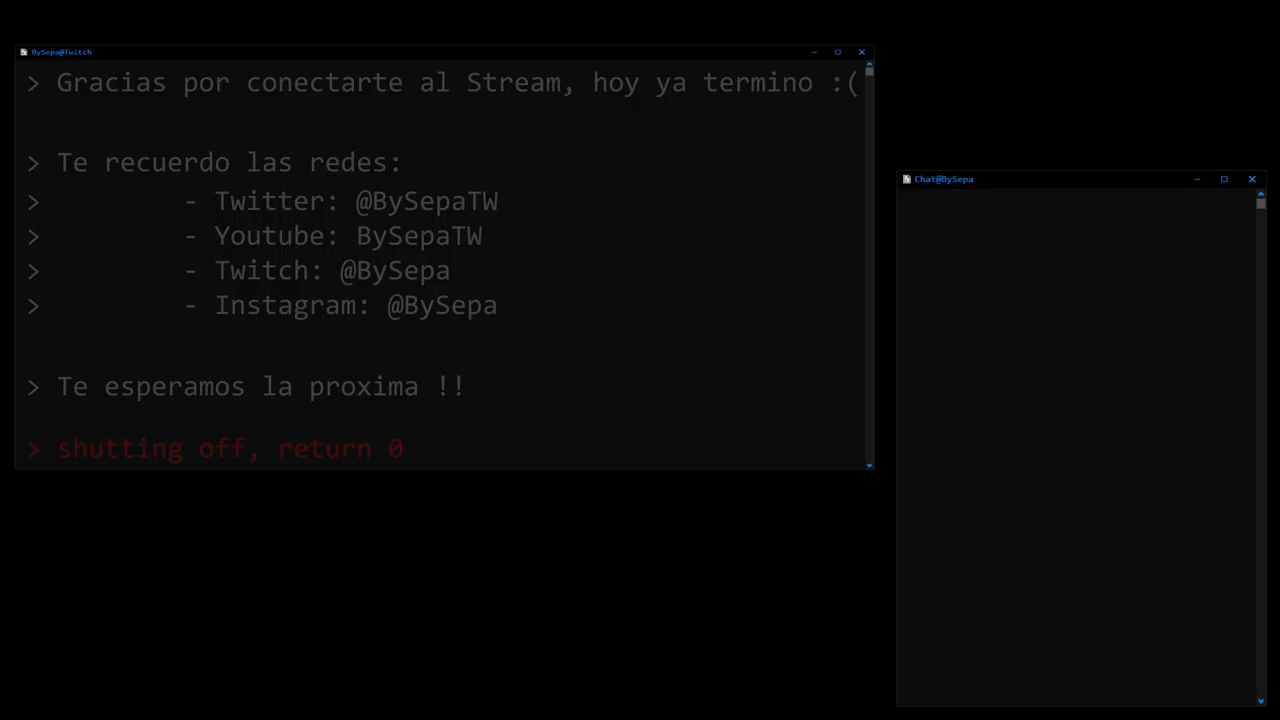 BySepa@Twitch
> Gracias por conectarte al Stream, hoy ya termino :(
> Te recuerdo las redes:
> - Twitter: @BySepaTW
> - Youtube: BySepaTW
> - Twitch: @BySepa
> - Instagram: @BySepa
> Te esperamos la proxima !!
> shutting off, return 0
Chat@BySepa